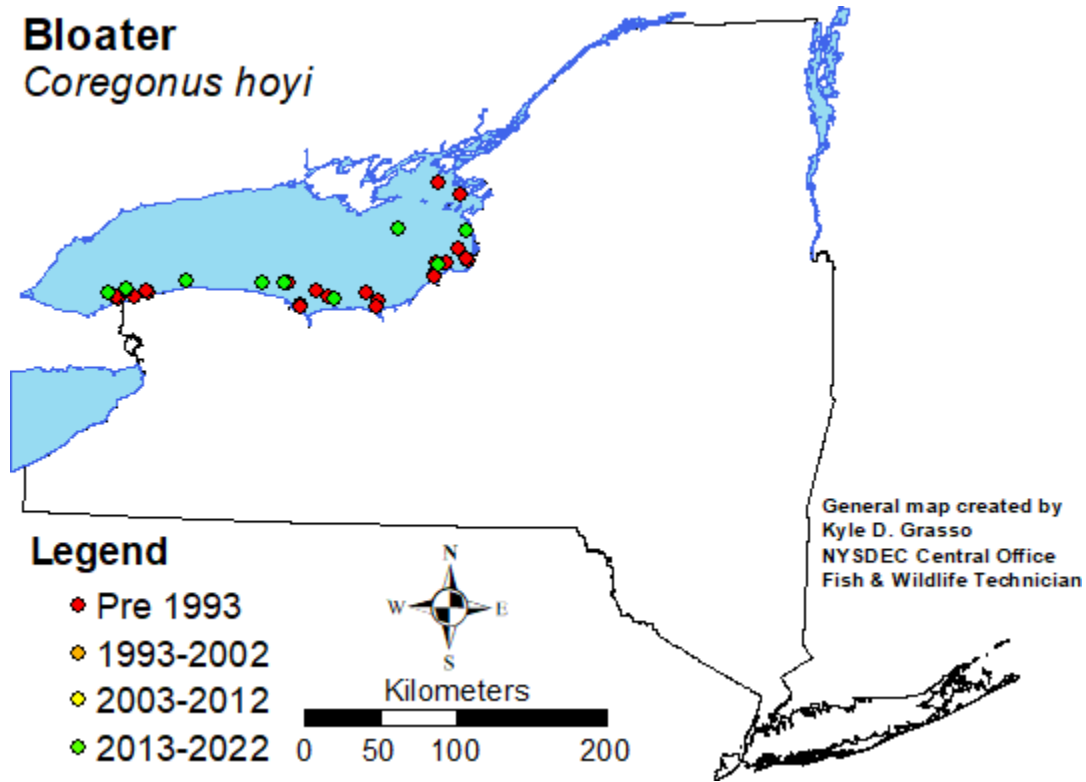 Bloater
Coregonus hoyi
General map created by
Kyle D. Grasso
NYSDEC Central Office
Fish & Wildlife Technician
Legend
Pre 1993
1993-2002
2003-2012
2013-2022
N
W E
S
Kilometers
0 50 100 200